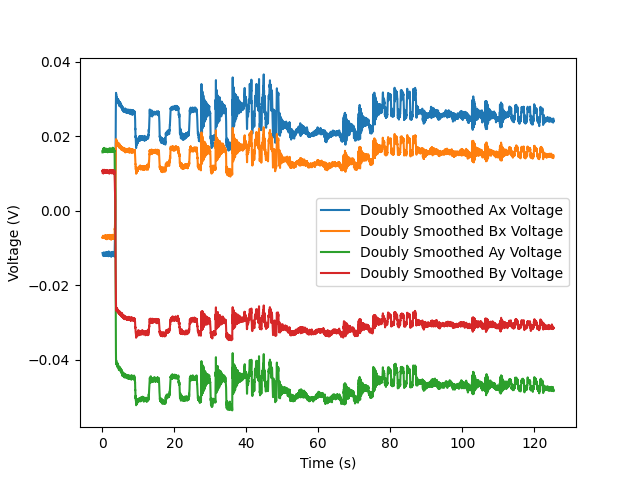 0.04
0.02
0.00
−0.02
−0.04
Voltage (V)
Doubly Smoothed Ax Voltage
Doubly Smoothed Bx Voltage
Doubly Smoothed Ay Voltage
Doubly Smoothed By Voltage
0 20 40 60 80 100 120
Time (s)